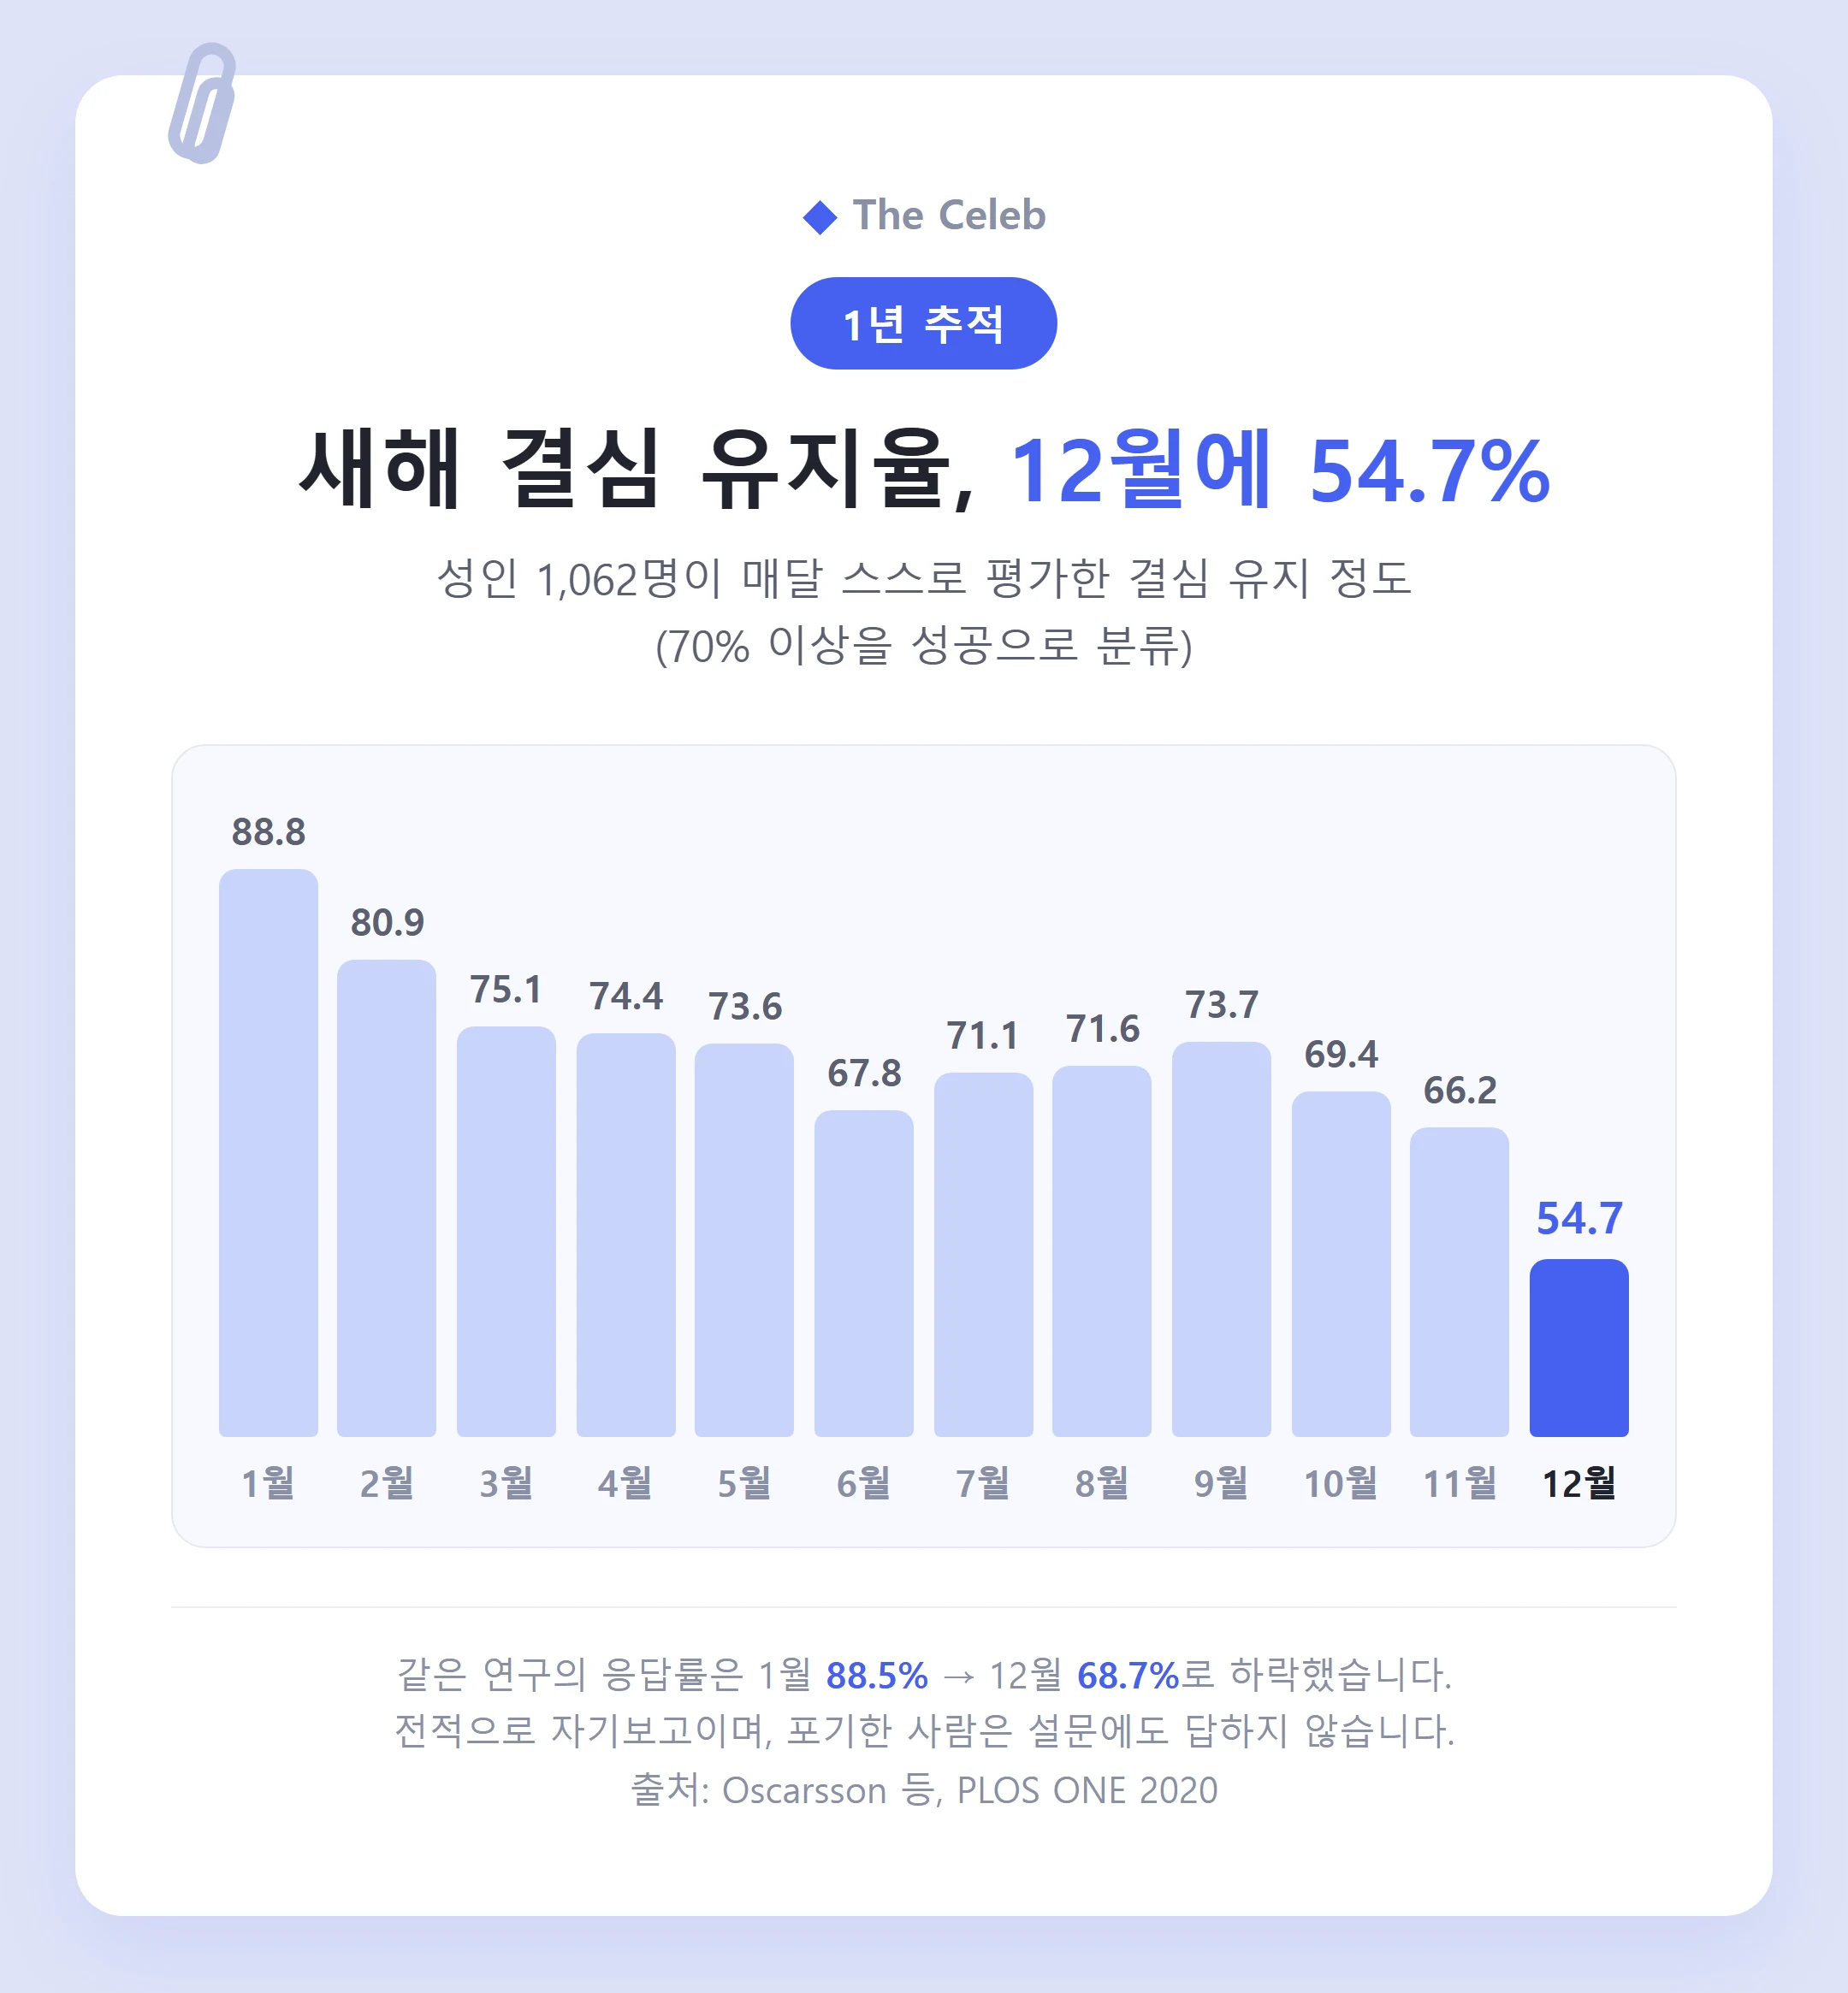 The Celeb
1년 추적
새해 결심 유지율, 12월에 54.7%
성인 1,062명이 매달 스스로 평가한 결심 유지 정도
(70% 이상을 성공으로 분류)
88.8
80.9
75.1
74.4
73.6
67.8
71.1
71.6
73.7
69.4
66.2
54.7
1월
2월
3월
4월
5월
6월
7월
8월
9월
10월
11월
12월
같은 연구의 응답률은 1월 88.5% → 12월 68.7%로 하락했습니다.
전적으로 자기보고이며, 포기한 사람은 설문에도 답하지 않습니다.
출처: Oscarsson 등, PLOS ONE 2020